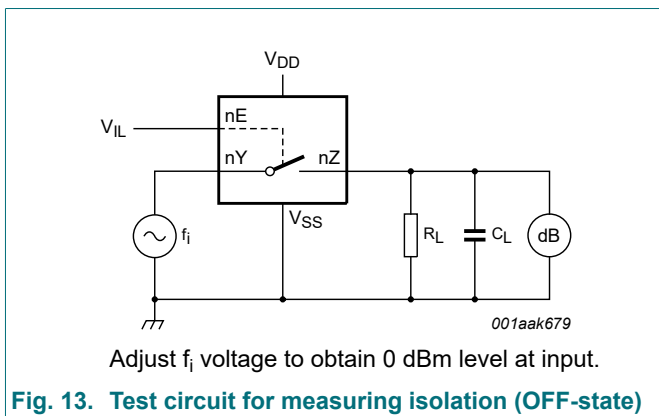 VDD
nE
VIL
nY
nZ
VSS
fi
RL
CL
dB
001aak679
Adjust fi voltage to obtain 0 dBm level at input.
Fig. 13. Test circuit for measuring isolation (OFF-state)